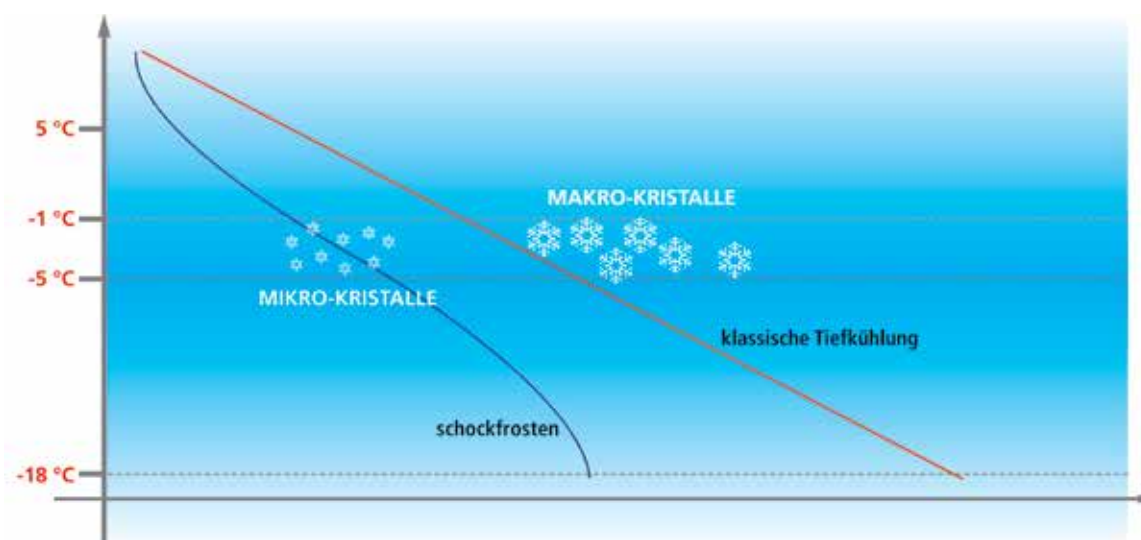 5 °C
MAKRO-KRISTALLE
-1 °C
-5 °C
MIKRO-KRISTALLE
klassische Tiefkühlung
schockfrosten
-18 °C